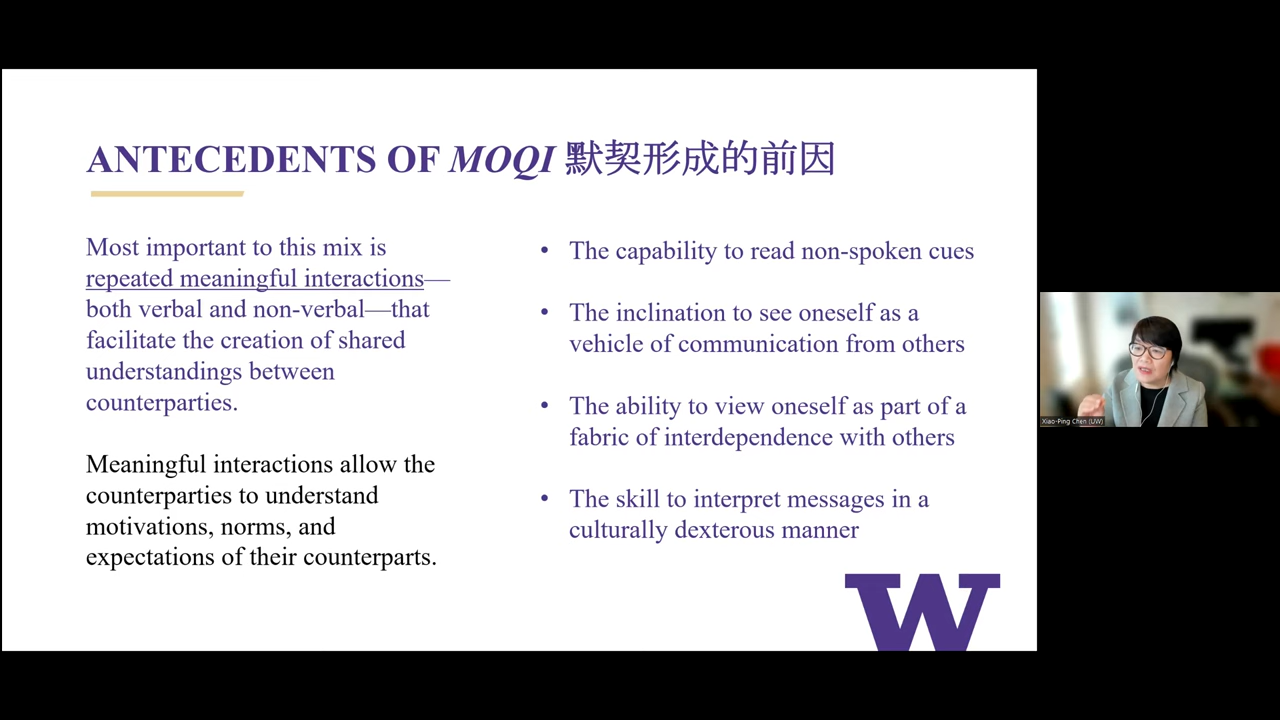 ANTECEDENTS OF MOQI 默契形成的前因
Most important to this mix is
repeated meaningful interactions—
both verbal and non-verbal—that
facilitate the creation of shared
understandings between
counterparties.
Meaningful interactions allow the
counterparties to understand
motivations, norms, and
expectations of their counterparts.
• The capability to read non-spoken cues
• The inclination to see oneself as a
vehicle of communication from others
• The ability to view oneself as part of a
fabric of interdependence with others
• The skill to interpret messages in a
culturally dexterous manner
W
Xiao-Ping Chen (UW)